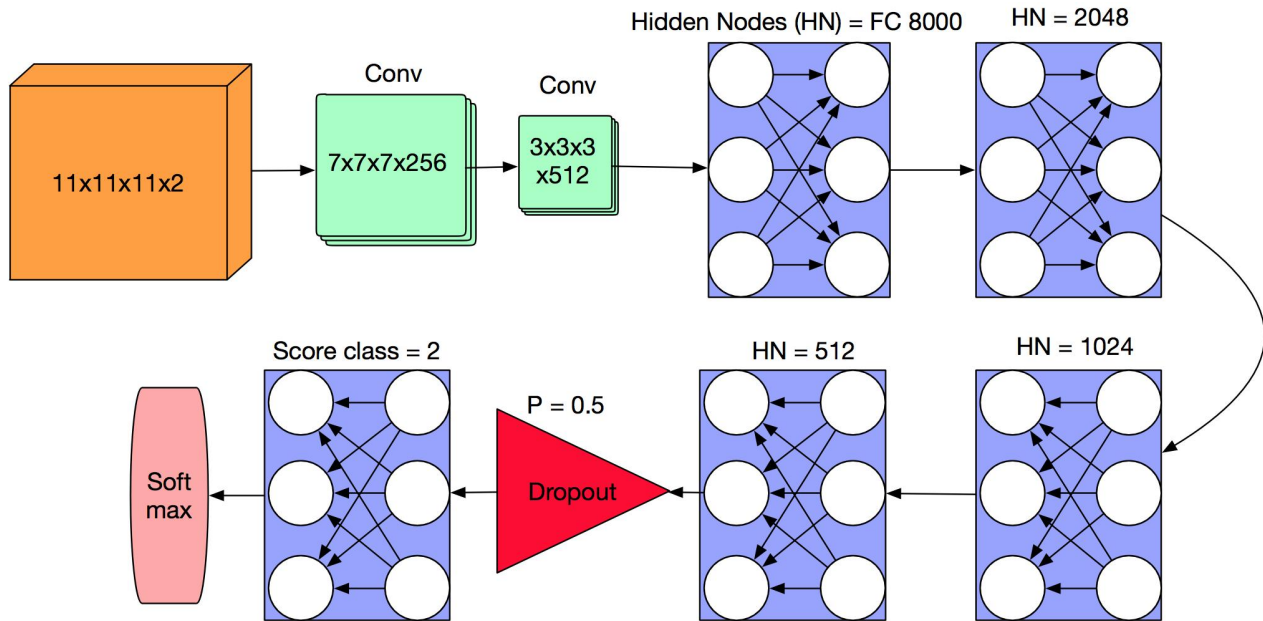 Hidden Nodes (HN) = FC 8000
HN = 2048
Conv
Conv
11x11x11x2
7x7x7x256
3x3x3
x512
Score class = 2
HN = 512
HN = 1024
P = 0.5
Soft
max
Dropout